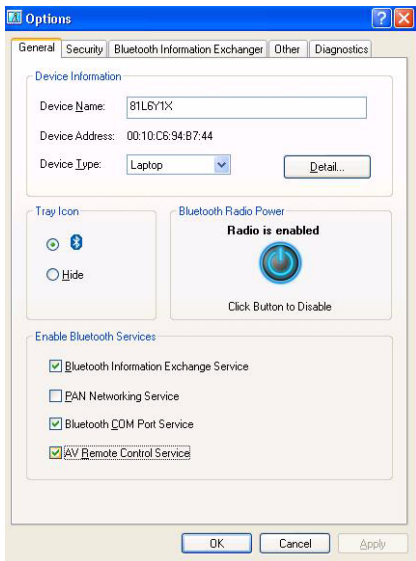 Options
General Security Bluetooth Information Exchanger Other Diagnostics
Device Information
Device Name: 81L6Y1X
Device Address: 00:10:C6:94:B7:44
Device Type: Laptop Detail...
Tray Icon
Hide
Bluetooth Radio Power
Radio is enabled
Click Button to Disable
Enable Bluetooth Services
Bluetooth Information Exchange Service
PAN Networking Service
Bluetooth COM Port Service
AV Remote Control Service
OK Cancel Apply